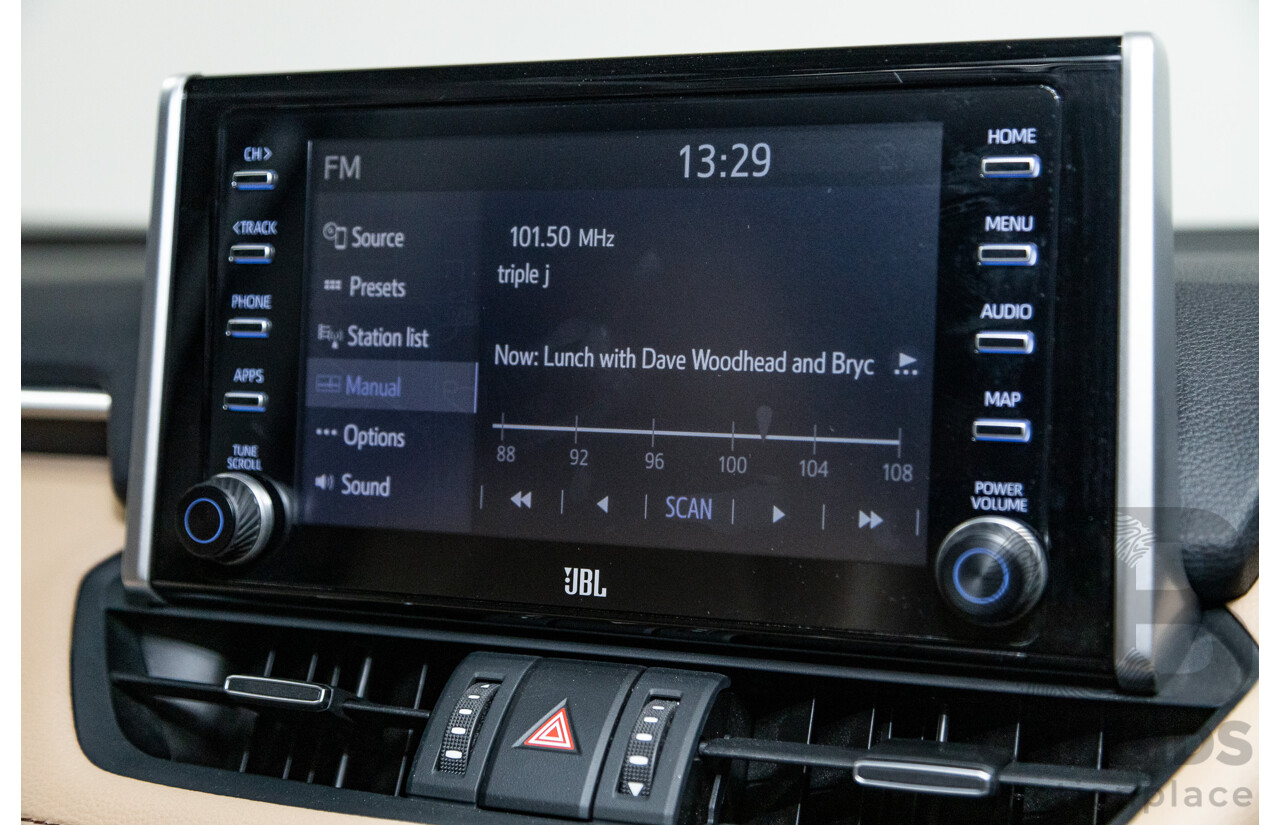 CH>
<TRACK
PHONE
APPS
TUNE
SCROLL
FM
13:29
Source
Presets
Station list
Manual
Options
Sound
101.50 MHz
triple j
Now: Lunch with Dave Woodhead and Bryc
88 92 96 100 104 108
SCAN
JBL
HOME
MENU
AUDIO
MAP
POWER
VOLUME
place